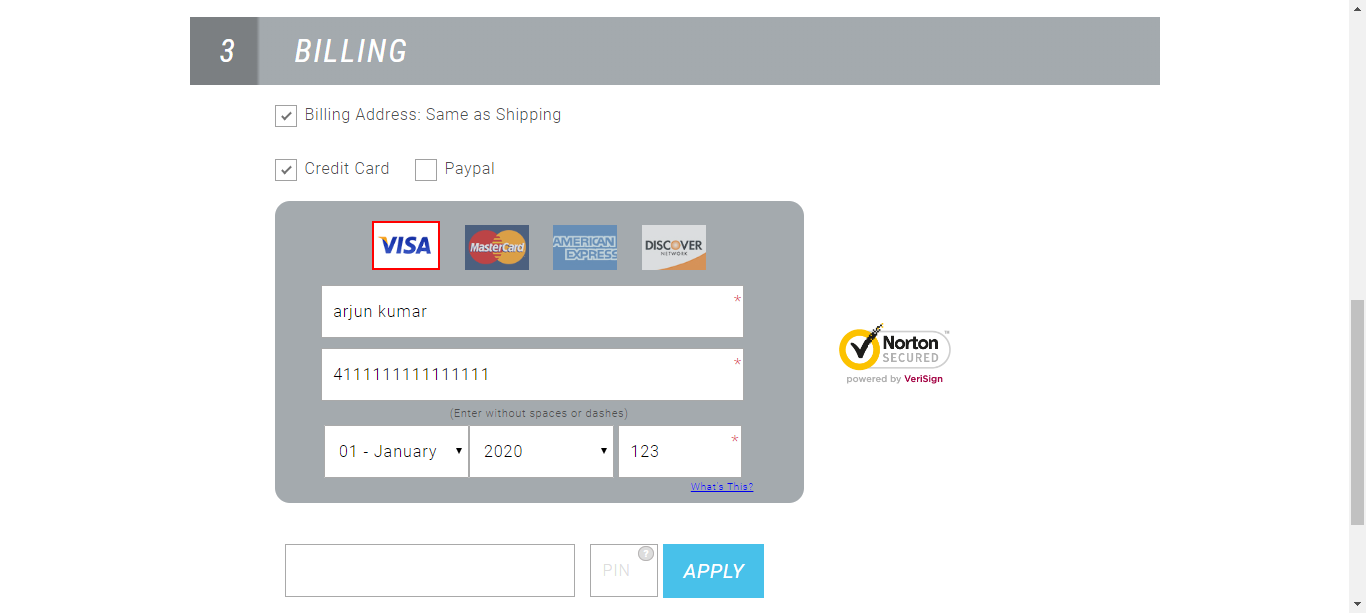 3 BILLING
Billing Address: Same as Shipping
Credit Card Paypal
VISA MasterCard AMERICAN EXPRESS DISCOVER NETWORK
*
arjun kumar
*
4111111111111111
(Enter without spaces or dashes)
*
01 - January 2020 123
What's This?
Norton
SECURED
™
powered by VeriSign
?
PIN APPLY